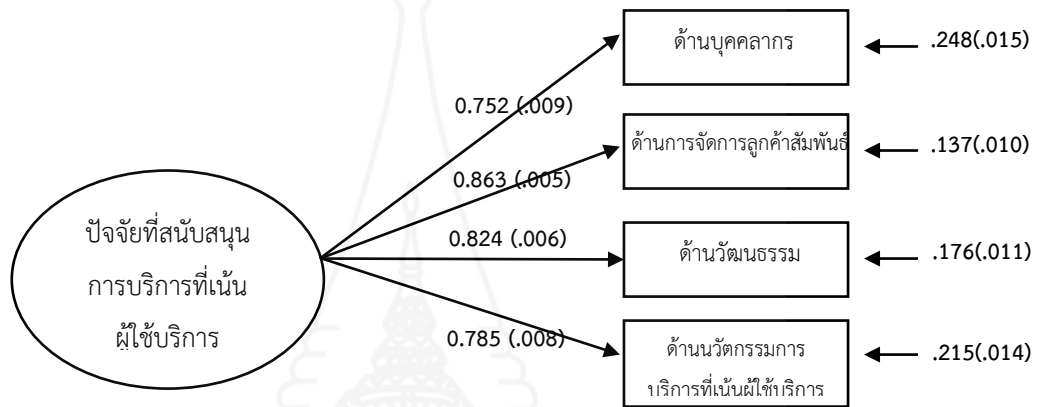 ด้านบุคคลากร
.248(.015)
0.752 (.009)
ด้านการจัดการลูกค้าสัมพันธ์
.137(.010)
0.863 (.005)
ปัจจัยที่สนับสนุน
การบริการที่เน้น
ผู้ใช้บริการ
0.824 (.006)
ด้านวัฒนธรรม
.176(.011)
0.785 (.008)
ด้านนวัตกรรมการ
บริการที่เน้นผู้ใช้บริการ
.215(.014)